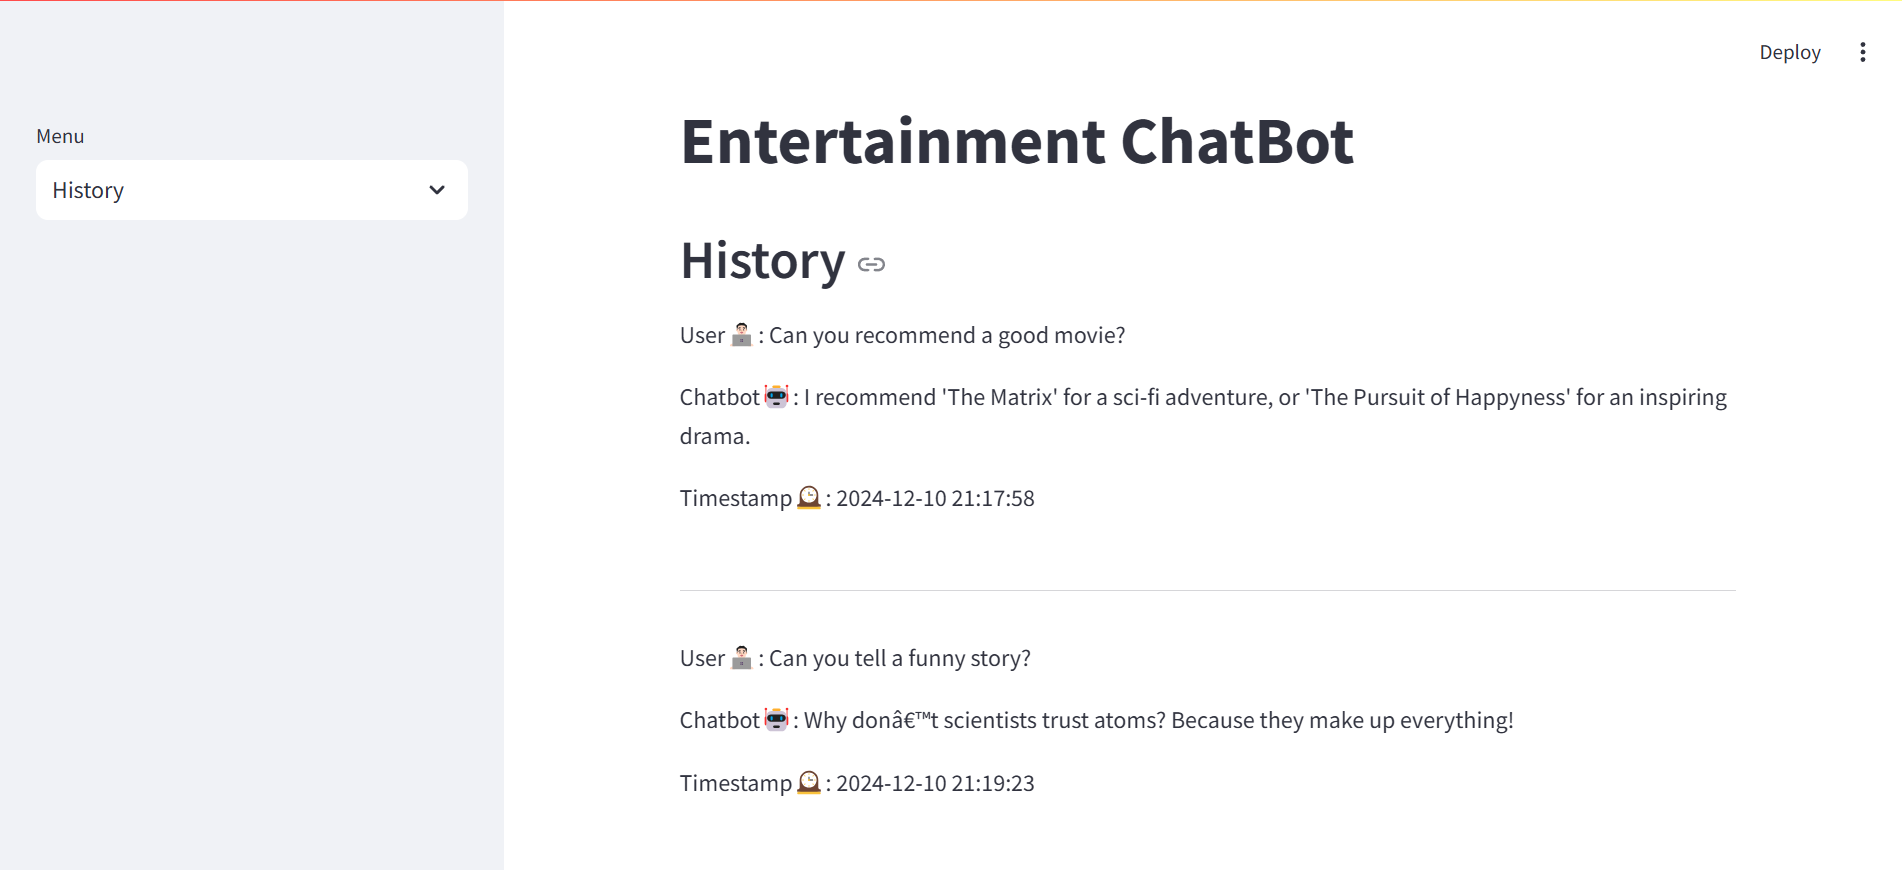 Deploy
Menu
History
Entertainment ChatBot
History
User 👨🏻‍💻 : Can you recommend a good movie?
Chatbot 🤖 : I recommend 'The Matrix' for a sci-fi adventure, or 'The Pursuit of Happyness' for an inspiring
drama.
Timestamp 🕰️ : 2024-12-10 21:17:58
User 👨🏻‍💻 : Can you tell a funny story?
Chatbot 🤖 : Why donâ€™t scientists trust atoms? Because they make up everything!
Timestamp 🕰️ : 2024-12-10 21:19:23